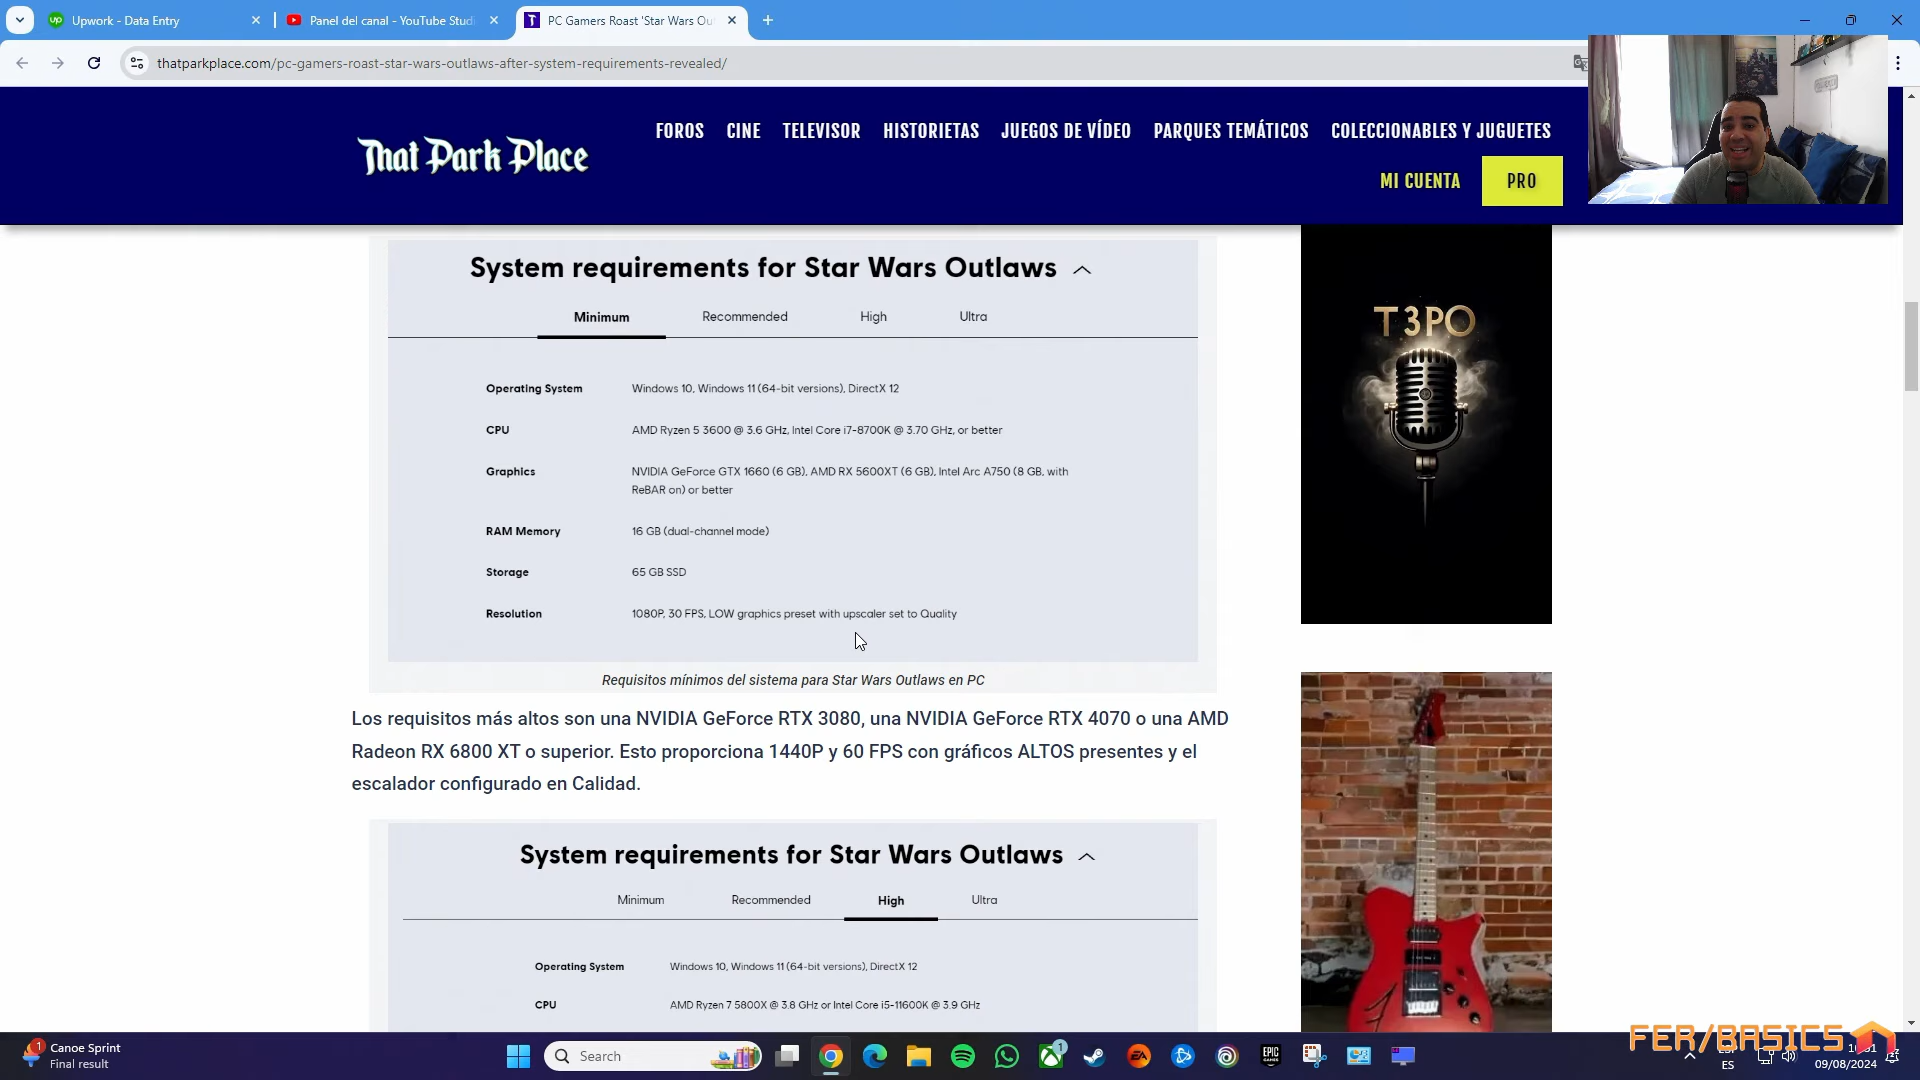 Upwork - Data Entry
Panel del canal - YouTube Studi
PC Gamers Roast 'Star Wars Out
thatparkplace.com/pc-gamers-roast-star-wars-outlaws-after-system-requirements-revealed/
That Park Place
FOROS CINE TELEVISOR HISTORIETAS JUEGOS DE VÍDEO PARQUES TEMÁTICOS COLECCIONABLES Y JUGUETES
MI CUENTA PRO
System requirements for Star Wars Outlaws
Minimum Recommended High Ultra
Operating System Windows 10, Windows 11 (64-bit versions), DirectX 12
CPU AMD Ryzen 5 3600 @ 3.6 GHz, Intel Core i7-8700K @ 3.70 GHz, or better
Graphics NVIDIA GeForce GTX 1660 (6 GB), AMD RX 5600XT (6 GB), Intel Arc A750 (8 GB, with
ReBAR on) or better
RAM Memory 16 GB (dual-channel mode)
Storage 65 GB SSD
Resolution 1080P, 30 FPS, LOW graphics preset with upscaler set to Quality
Requisitos mínimos del sistema para Star Wars Outlaws en PC
Los requisitos más altos son una NVIDIA GeForce RTX 3080, una NVIDIA GeForce RTX 4070 o una AMD
Radeon RX 6800 XT o superior. Esto proporciona 1440P y 60 FPS con gráficos ALTOS presentes y el
escalador configurado en Calidad.
System requirements for Star Wars Outlaws
Minimum Recommended High Ultra
Operating System Windows 10, Windows 11 (64-bit versions), DirectX 12
CPU AMD Ryzen 7 5800X @ 3.8 GHz or Intel Core i5-11600K @ 3.9 GHz
T3PO
FER/BASICS
Canoe Sprint
Final result
1
Search
1
EA
EPIC
GAMES
ES
09/08/2024